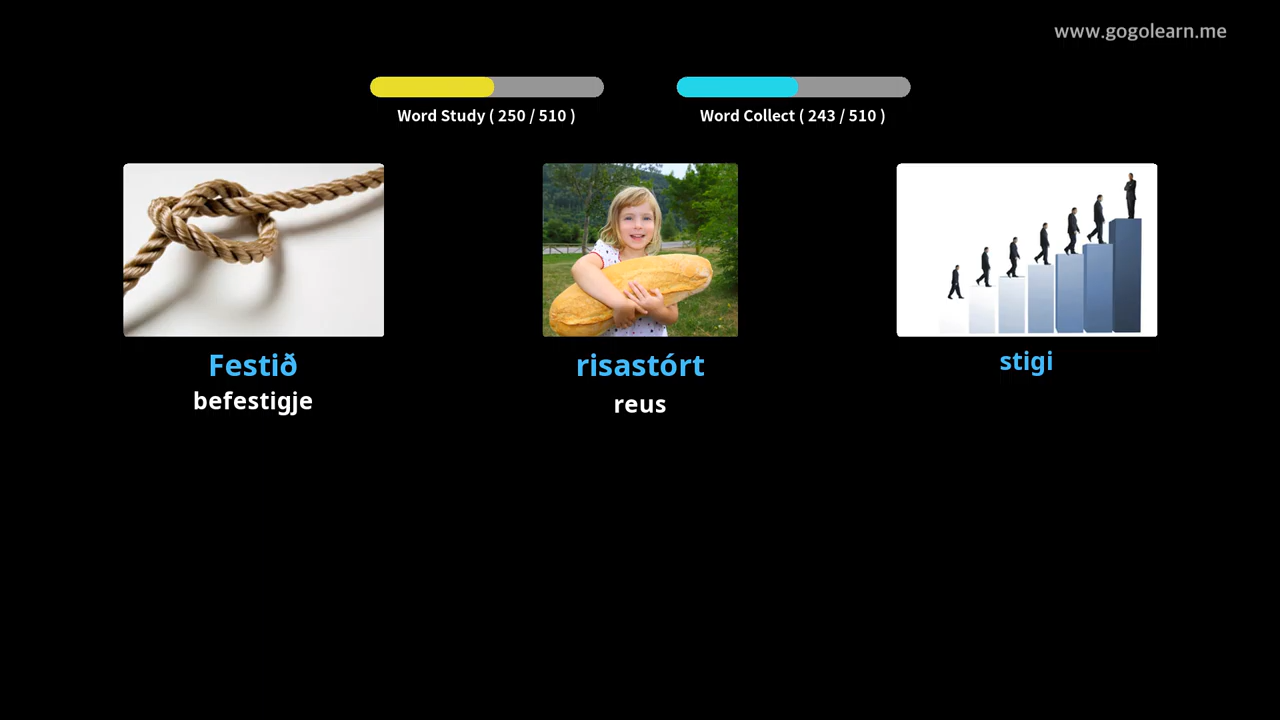 www.gogolearn.me
Word Study ( 250 / 510 )
Word Collect ( 243 / 510 )
Festið
befestigje
risastórt
reus
stigi